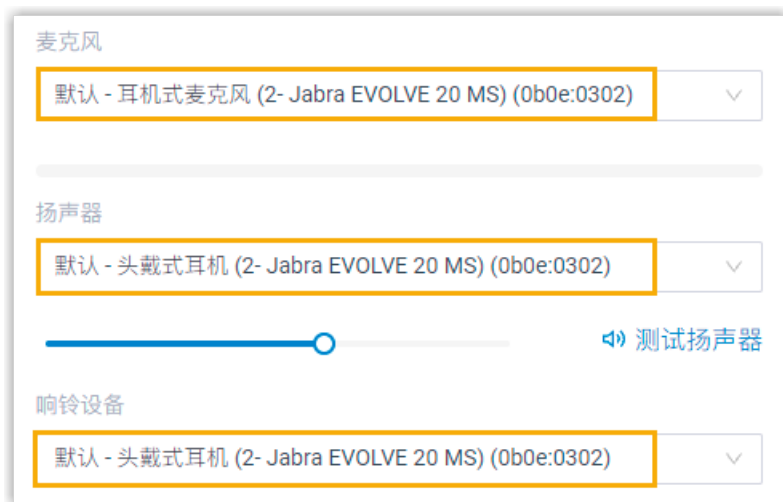 麦克风
默认 - 耳机式麦克风 (2- Jabra EVOLVE 20 MS) (0b0e:0302)
扬声器
默认 - 头戴式耳机 (2- Jabra EVOLVE 20 MS) (0b0e:0302)
测试扬声器
响铃设备
默认 - 头戴式耳机 (2- Jabra EVOLVE 20 MS) (0b0e:0302)